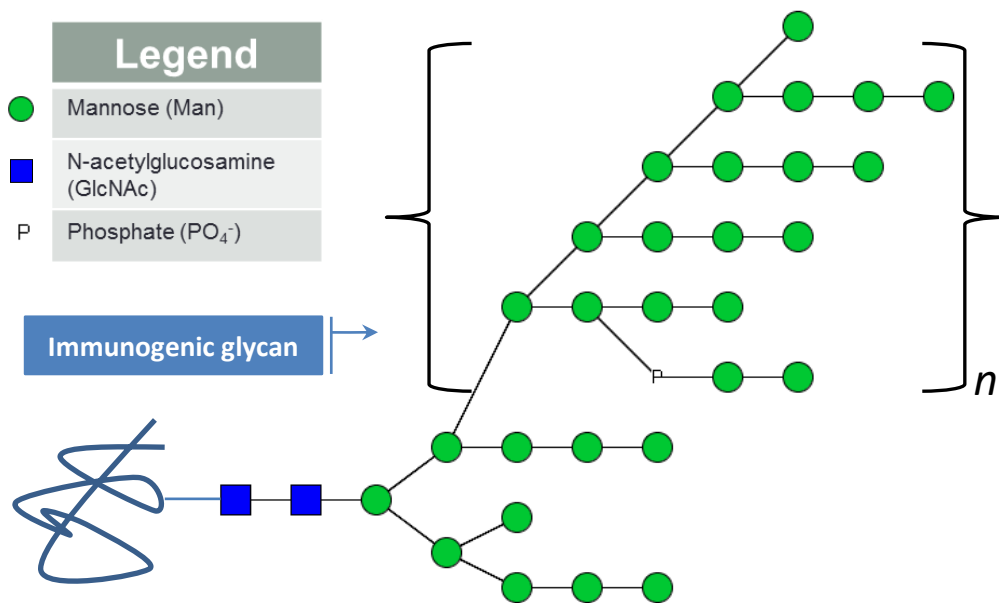 Legend
Mannose (Man)
N-acetylglucosamine
(GlcNAc)
P Phosphate (PO₄⁻)
Immunogenic glycan
P
n